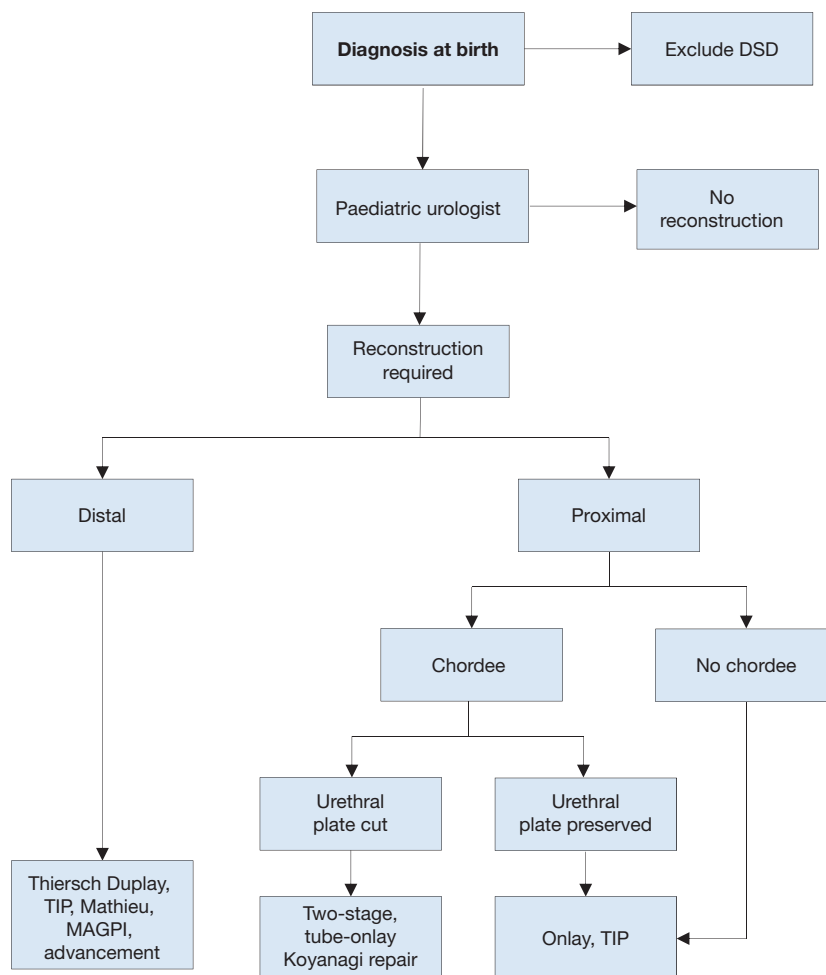 Diagnosis at birth
Exclude DSD
Paediatric urologist
No
reconstruction
Reconstruction
required
Distal
Proximal
Chordee
No chordee
Urethral
plate cut
Urethral
plate preserved
Thiersch Duplay,
TIP, Mathieu,
MAGPI,
advancement
Two-stage,
tube-onlay
Koyanagi repair
Onlay, TIP